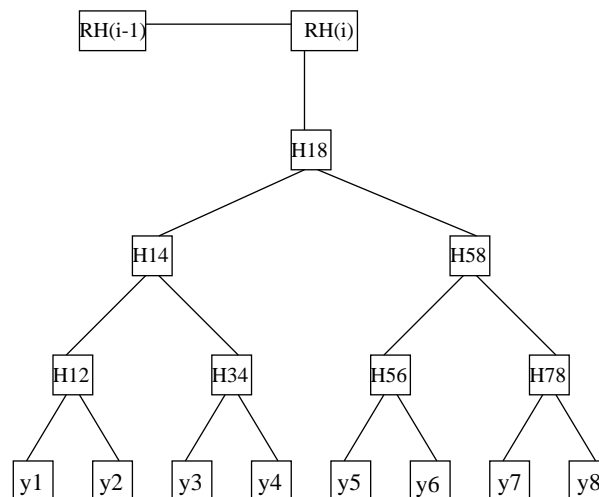 RH(i-1) RH(i)
H18
H14 H58
H12 H34 H56 H78
y1 y2 y3 y4 y5 y6 y7 y8